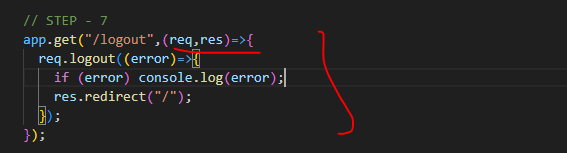 // STEP - 7
app.get("/logout",(req,res)=>{
req.logout((error)=>{
if (error) console.log(error);
res.redirect("/");
});
});